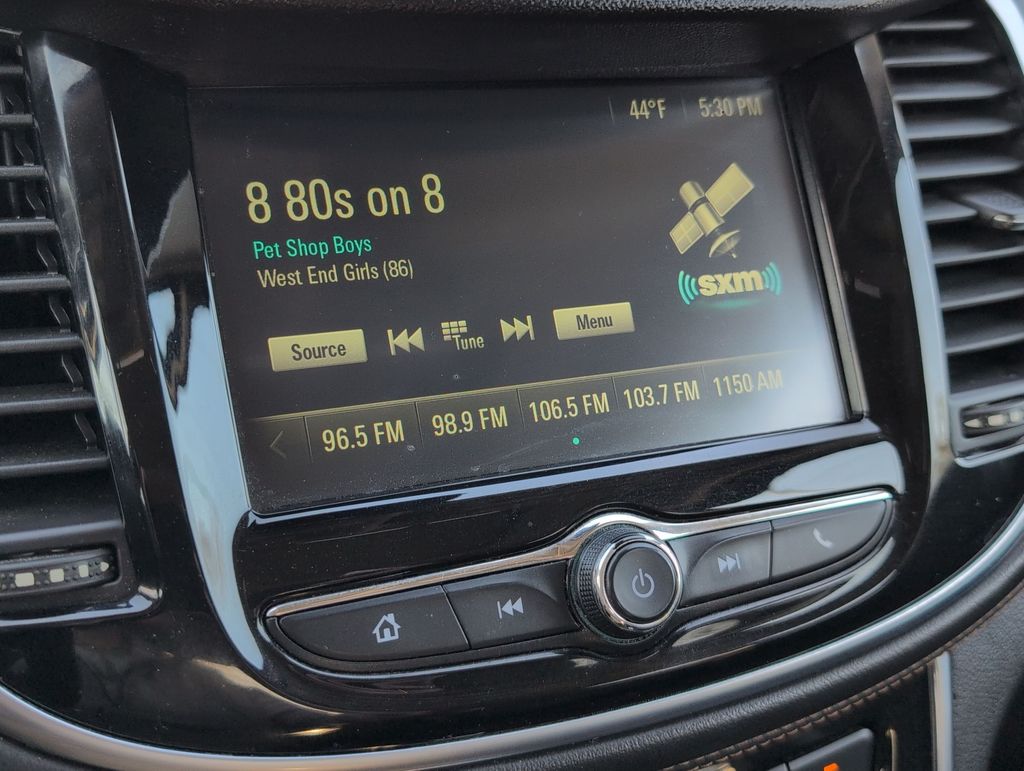 44°F 5:30 PM
8 80s on 8
Pet Shop Boys
West End Girls (86)
sxm
Source Tune Menu
96.5 FM 98.9 FM 106.5 FM 103.7 FM 1150 AM